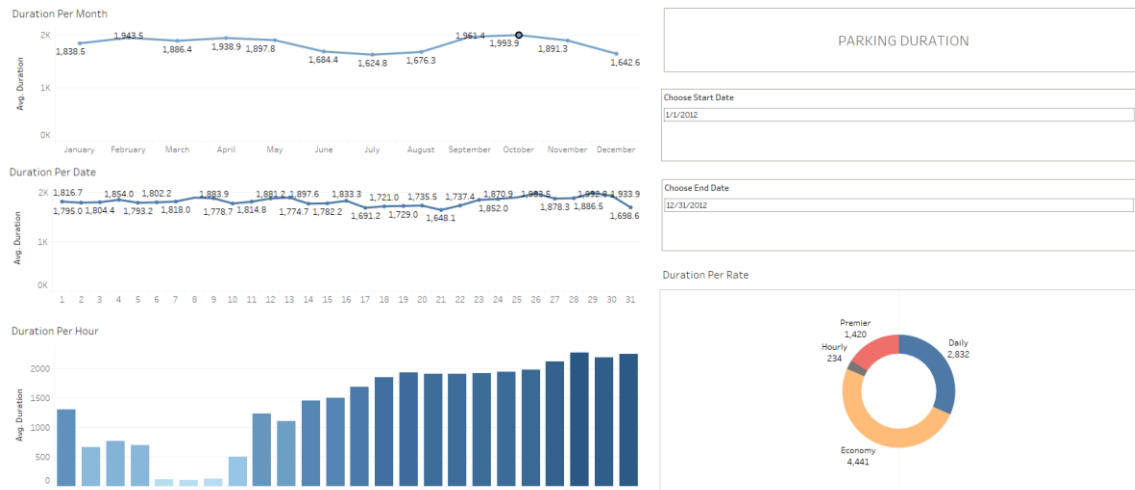 Duration Per Month
Avg. Duration
2K
1K
0K
1,838.5
1,943.5
1,886.4
1,938.9
1,897.8
1,684.4
1,624.8
1,676.3
1,961.4
1,993.9
1,891.3
1,642.6
January February March April May June July August September October November December
Duration Per Date
Avg. Duration
2K
1K
0K
1,816.7 1,854.0 1,802.2 1,883.9 1,881.2 1,897.6 1,833.3 1,721.0 1,735.5 1,737.4 1,870.9 1,933.9
1,795.0 1,804.4 1,793.2 1,818.0 1,778.7 1,814.8 1,774.7 1,782.2 1,691.2 1,729.0 1,648.1 1,852.0 1,878.3 1,886.5 1,698.6
1 2 3 4 5 6 7 8 9 10 11 12 13 14 15 16 17 18 19 20 21 22 23 24 25 26 27 28 29 30 31
Duration Per Hour
Avg. Duration
2000
1500
1000
500
0
PARKING DURATION
Choose Start Date
1/1/2012
Choose End Date
12/31/2012
Duration Per Rate
Premier
1,420
Hourly
234
Daily
2,832
Economy
4,441